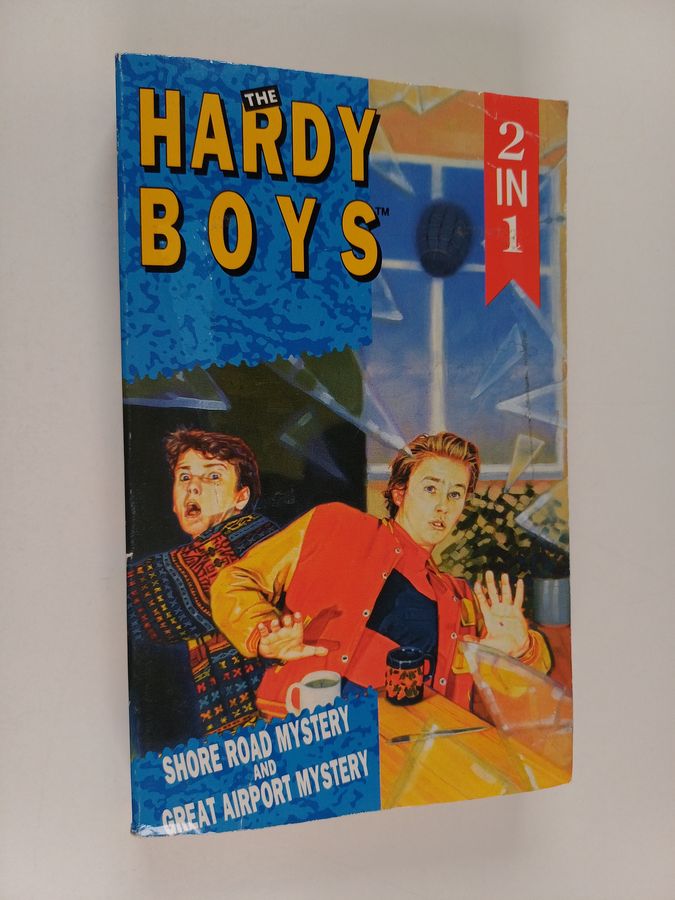 THE
HARDY
BOYS™
2
IN
1
SHORE ROAD MYSTERY
AND
GREAT AIRPORT MYSTERY